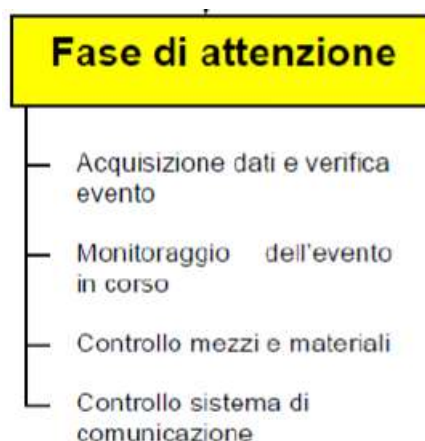 Fase di attenzione
Acquisizione dati e verifica
evento
Monitoraggio dell'evento
in corso
Controllo mezzi e materiali
Controllo sistema di
comunicazione